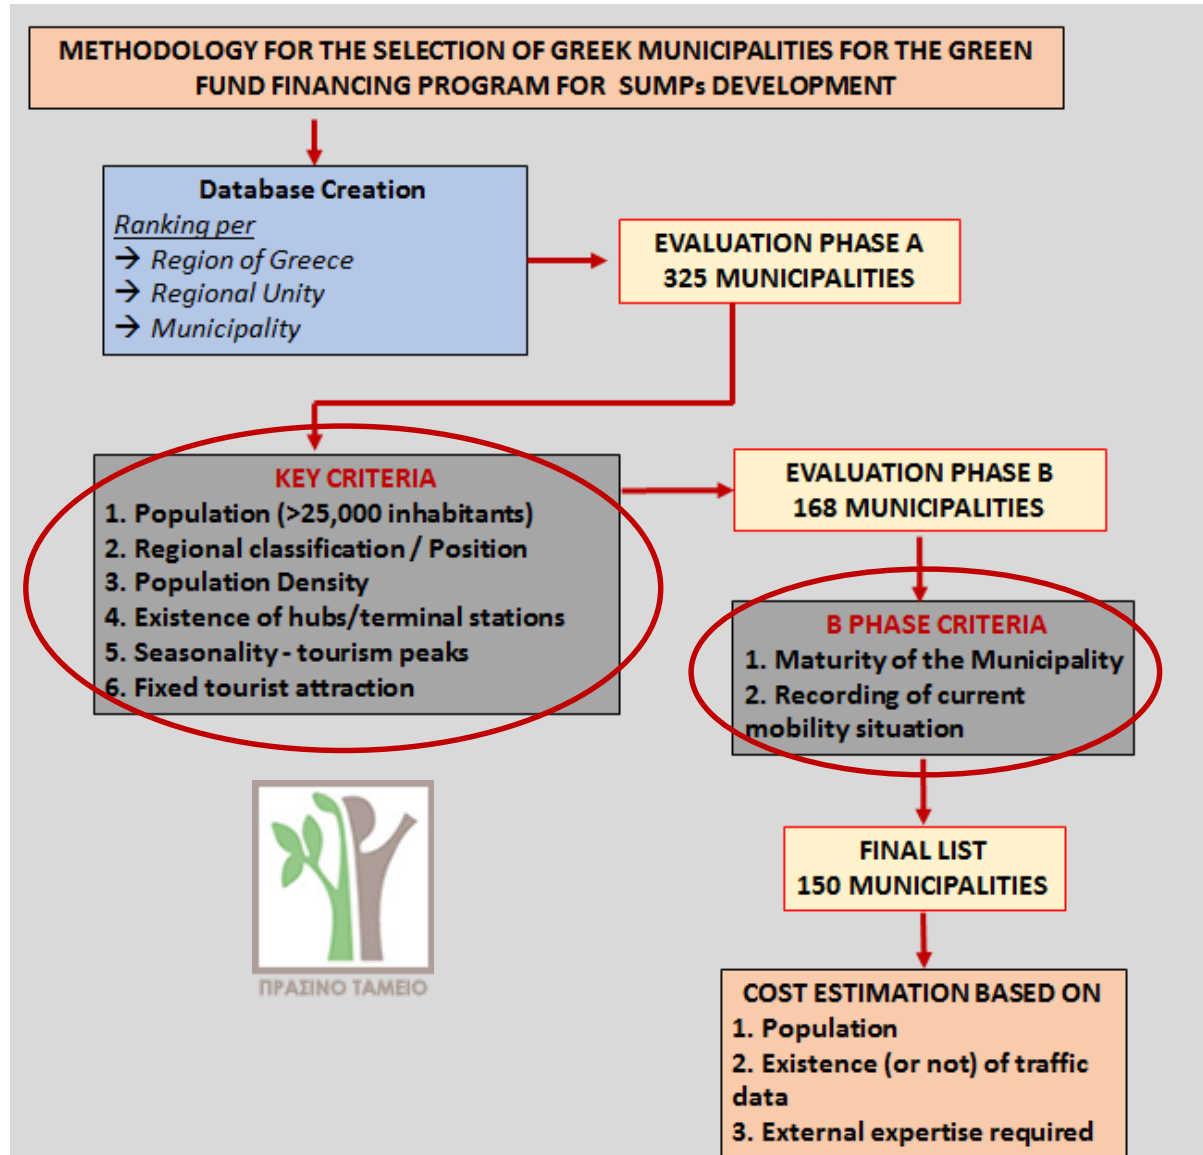 METHODOLOGY FOR THE SELECTION OF GREEK MUNICIPALITIES FOR THE GREEN
FUND FINANCING PROGRAM FOR SUMPs DEVELOPMENT
Database Creation
Ranking per
→ Region of Greece
→ Regional Unity
→ Municipality
EVALUATION PHASE A
325 MUNICIPALITIES
KEY CRITERIA
1. Population (>25,000 inhabitants)
2. Regional classification / Position
3. Population Density
4. Existence of hubs/terminal stations
5. Seasonality - tourism peaks
6. Fixed tourist attraction
EVALUATION PHASE B
168 MUNICIPALITIES
B PHASE CRITERIA
1. Maturity of the Municipality
2. Recording of current
mobility situation
FINAL LIST
150 MUNICIPALITIES
ΠΡΑΣΙΝΟ ΤΑΜΕΙΟ
COST ESTIMATION BASED ON
1. Population
2. Existence (or not) of traffic
data
3. External expertise required